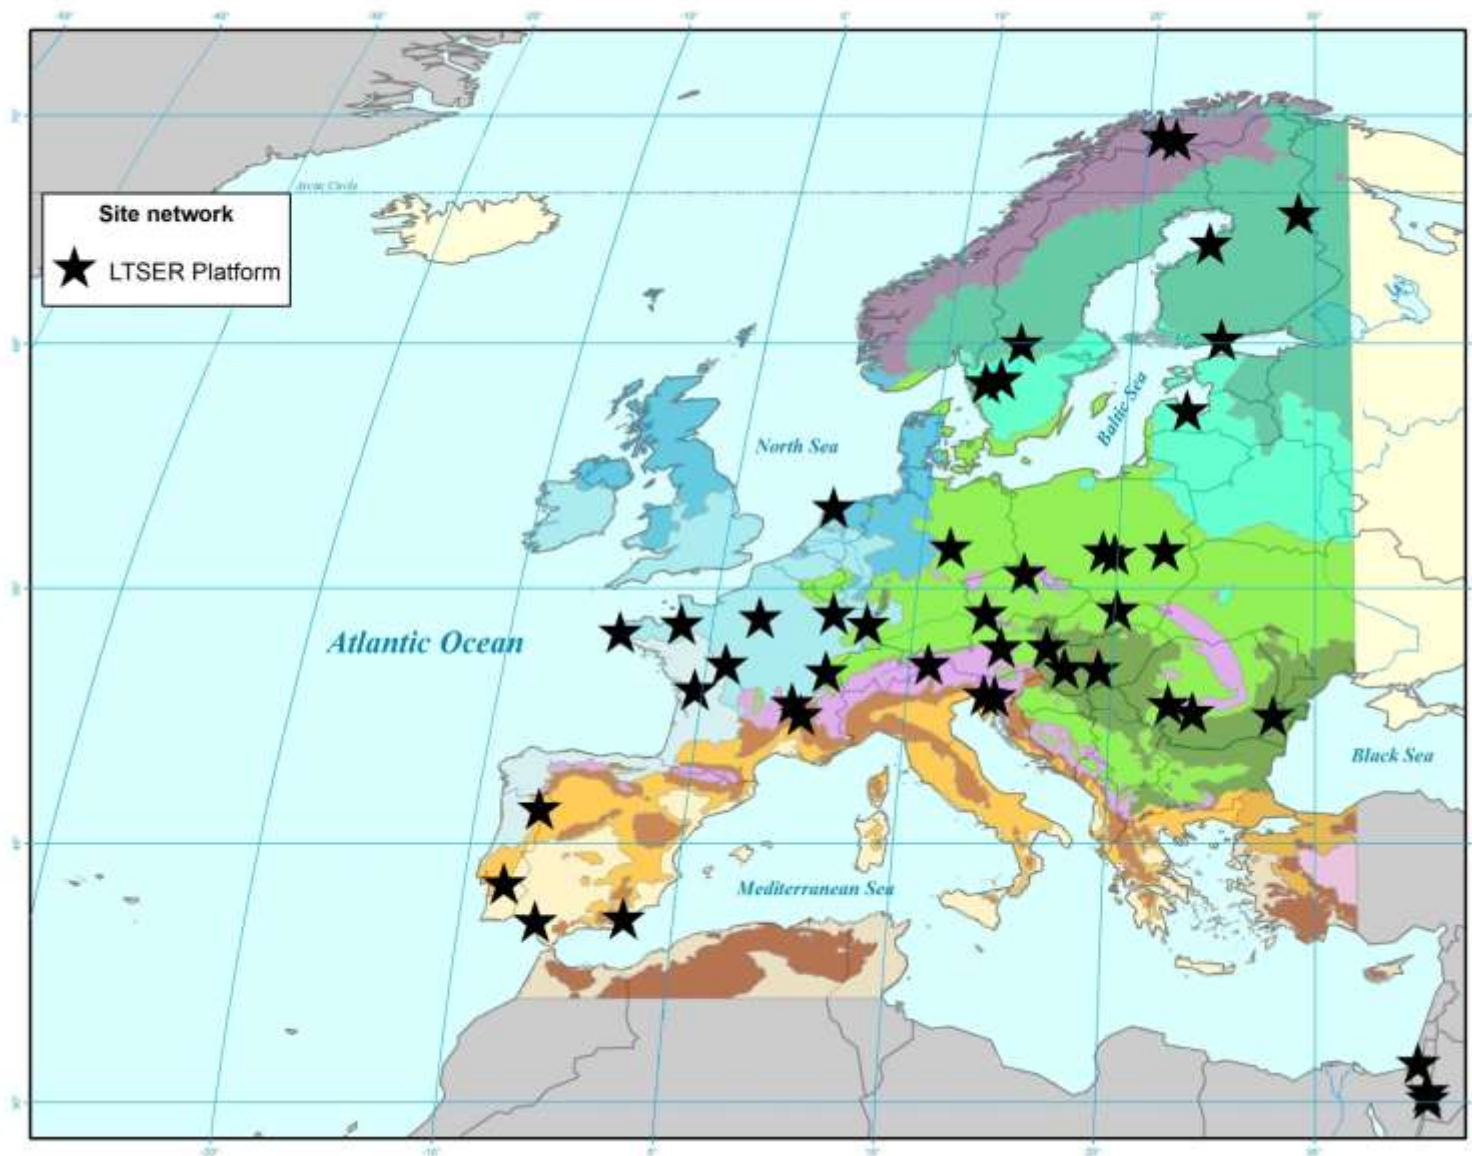 Arctic Circle
Site network
LTSER Platform
North Sea
Baltic Sea
Atlantic Ocean
Black Sea
Mediterranean Sea